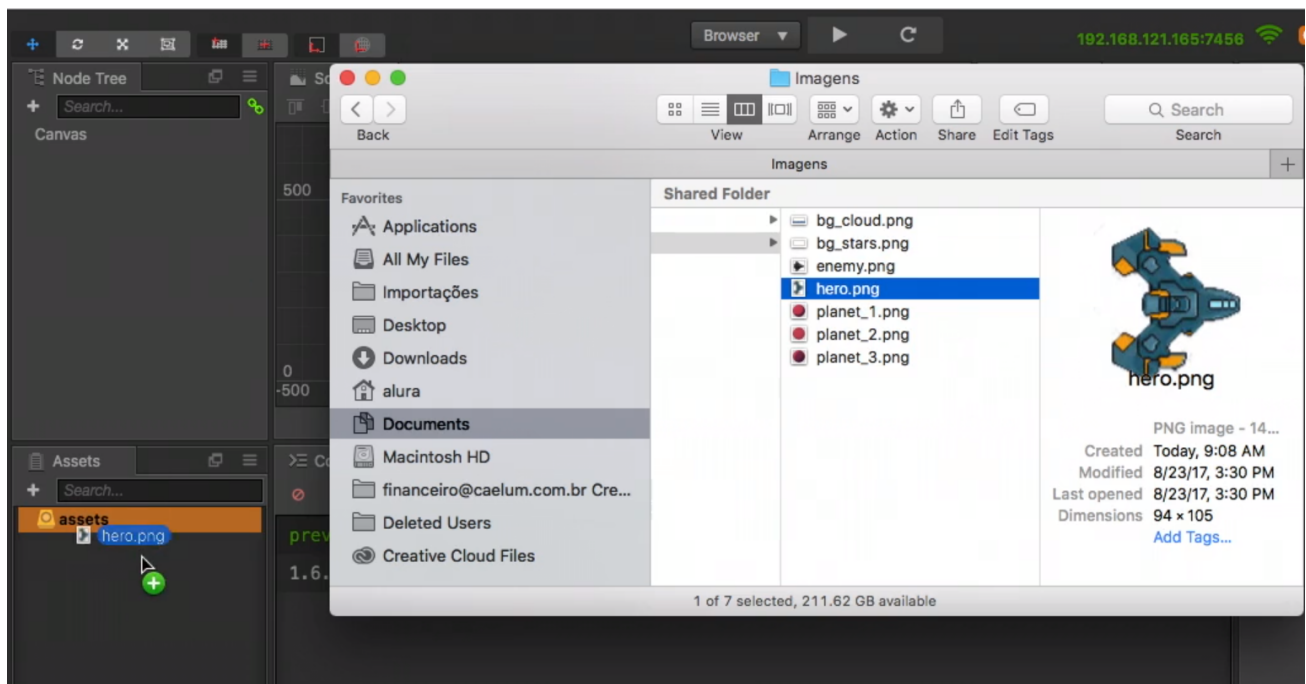 Browser
192.168.121.165:7456
Node Tree
Search...
Canvas
500
0
-500
Assets
Search...
assets
hero.png
1.6.
Imagens
Back
View
Arrange
Action
Share
Edit Tags
Search
Search
Imagens
Favorites
Applications
All My Files
Importações
Desktop
Downloads
alura
Documents
Macintosh HD
financeiro@caelum.com.br Cre...
Deleted Users
Creative Cloud Files
Shared Folder
bg_cloud.png
bg_stars.png
enemy.png
hero.png
planet_1.png
planet_2.png
planet_3.png
hero.png
PNG image - 14...
Created Today, 9:08 AM
Modified 8/23/17, 3:30 PM
Last opened 8/23/17, 3:30 PM
Dimensions 94 × 105
Add Tags...
1 of 7 selected, 211.62 GB available